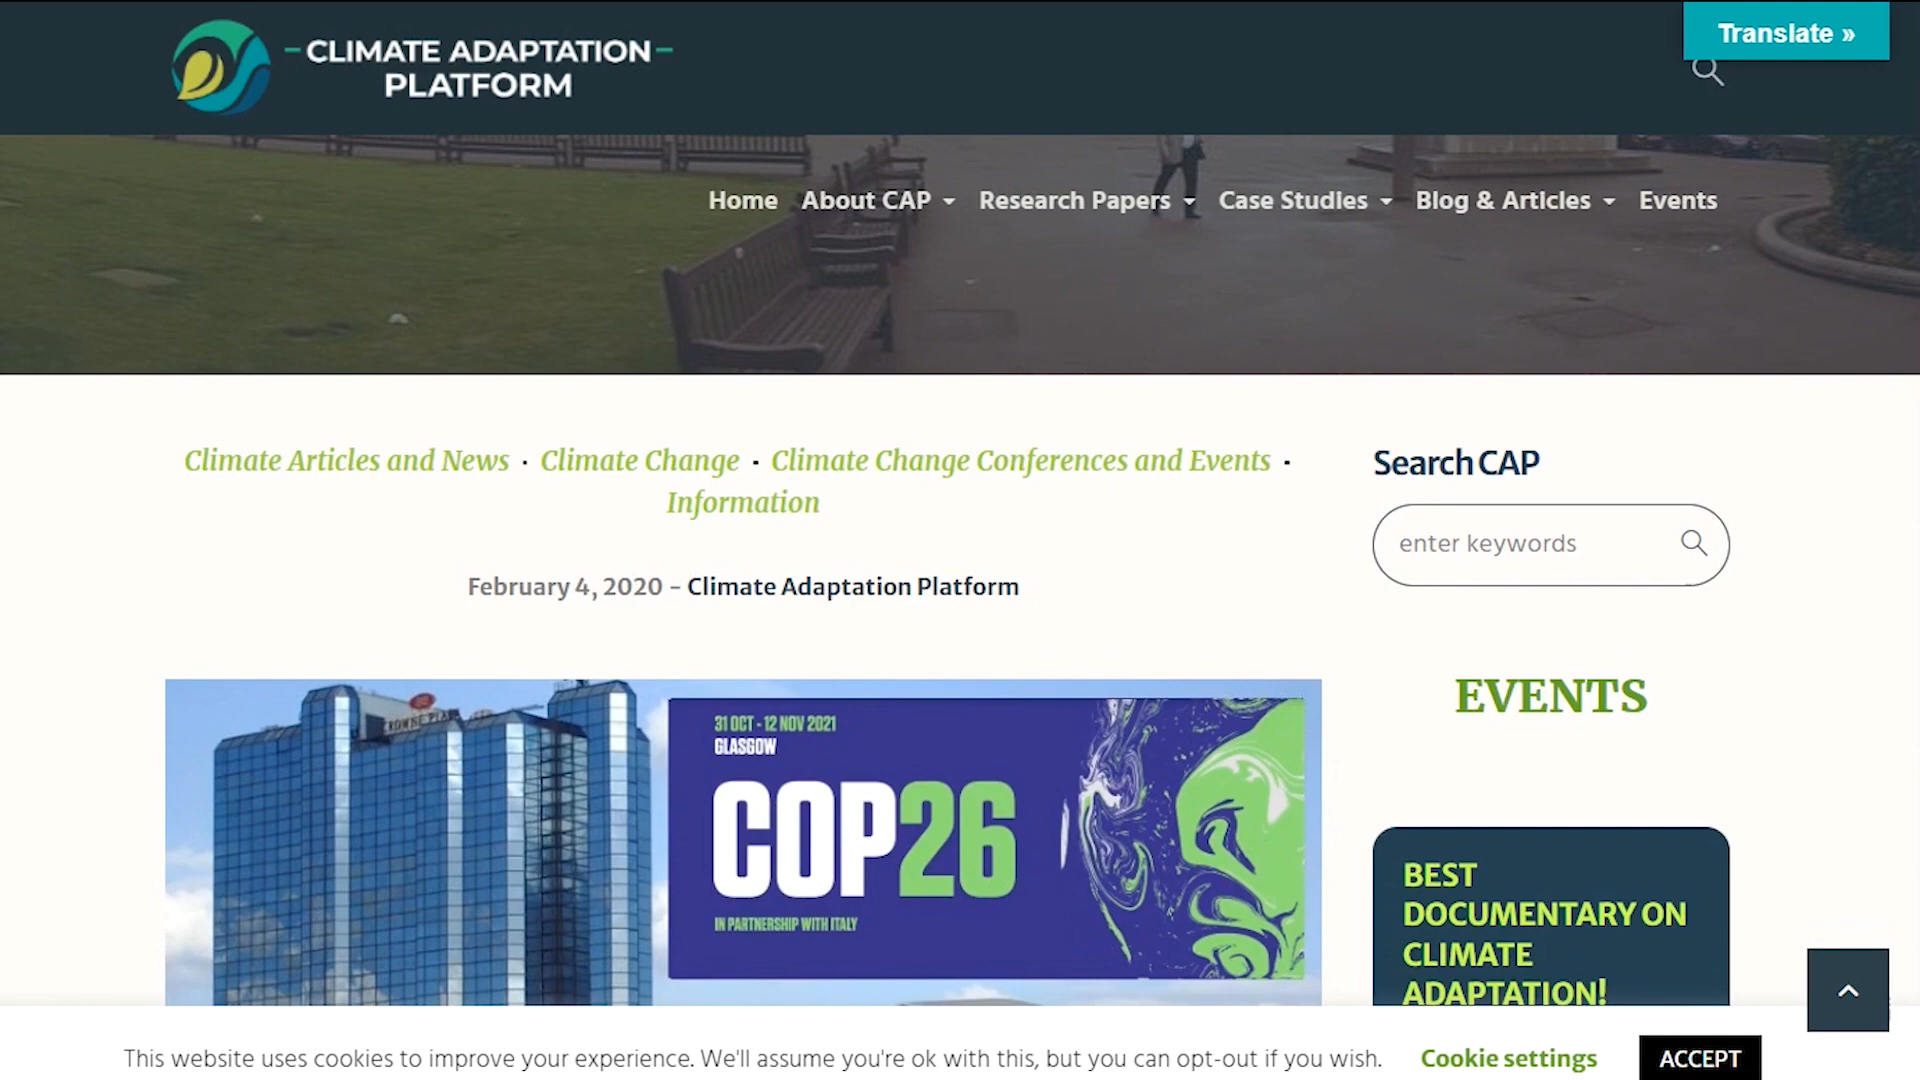 CLIMATE ADAPTATION
PLATFORM
Translate »
Home About CAP Research Papers Case Studies Blog & Articles Events
Climate Articles and News · Climate Change · Climate Change Conferences and Events ·
Information
February 4, 2020 – Climate Adaptation Platform
Search CAP
enter keywords
EVENTS
CROWNE PLAZA
31 OCT - 12 NOV 2021
GLASGOW
COP26
IN PARTNERSHIP WITH ITALY
BEST
DOCUMENTARY ON
CLIMATE
ADAPTATION!
This website uses cookies to improve your experience. We'll assume you're ok with this, but you can opt-out if you wish. Cookie settings ACCEPT